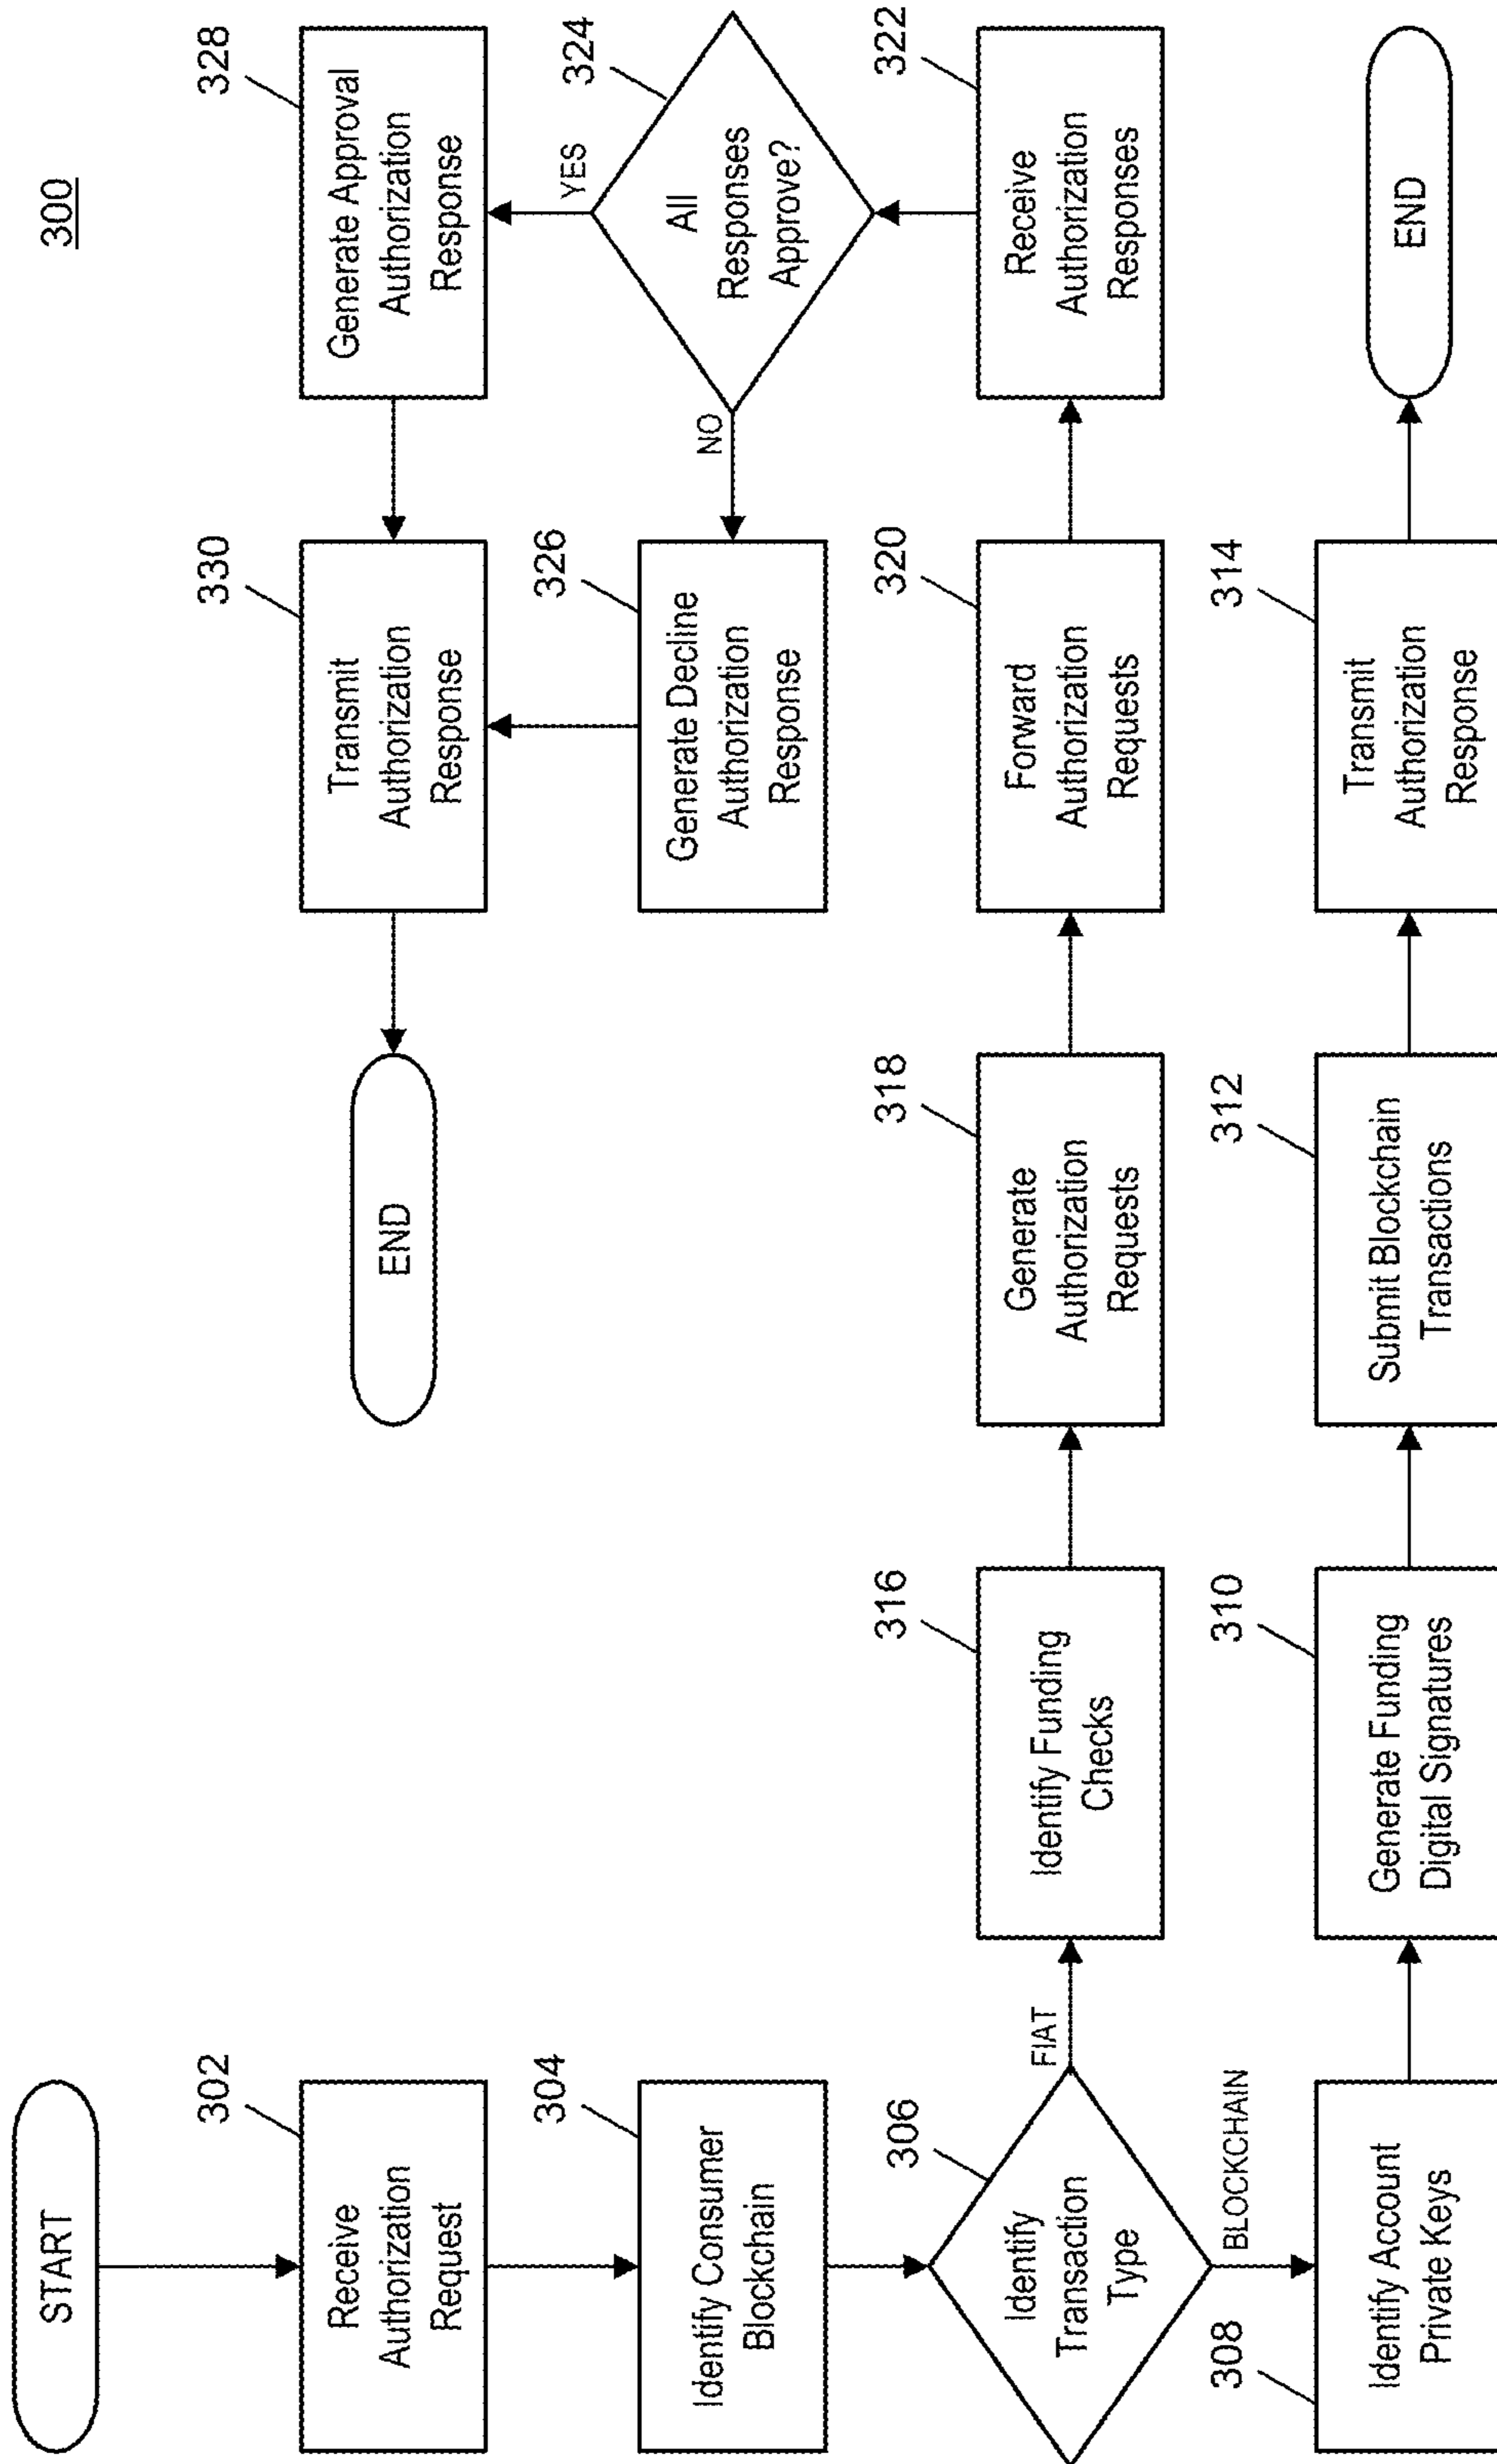 300
START
302
Receive
Authorization
Request
304
Identify Consumer
Blockchain
306
Identify
Transaction
Type
FIAT
BLOCKCHAIN
308
Identify Account
Private Keys
310
Generate Funding
Digital Signatures
312
Submit Blockchain
Transactions
314
Transmit
Authorization
Response
END
316
Identify Funding
Checks
318
Generate
Authorization
Requests
320
Forward
Authorization
Requests
322
Receive
Authorization
Responses
324
All
Responses
Approve?
NO
YES
326
Generate Decline
Authorization
Response
328
Generate Approval
Authorization
Response
330
Transmit
Authorization
Response
END